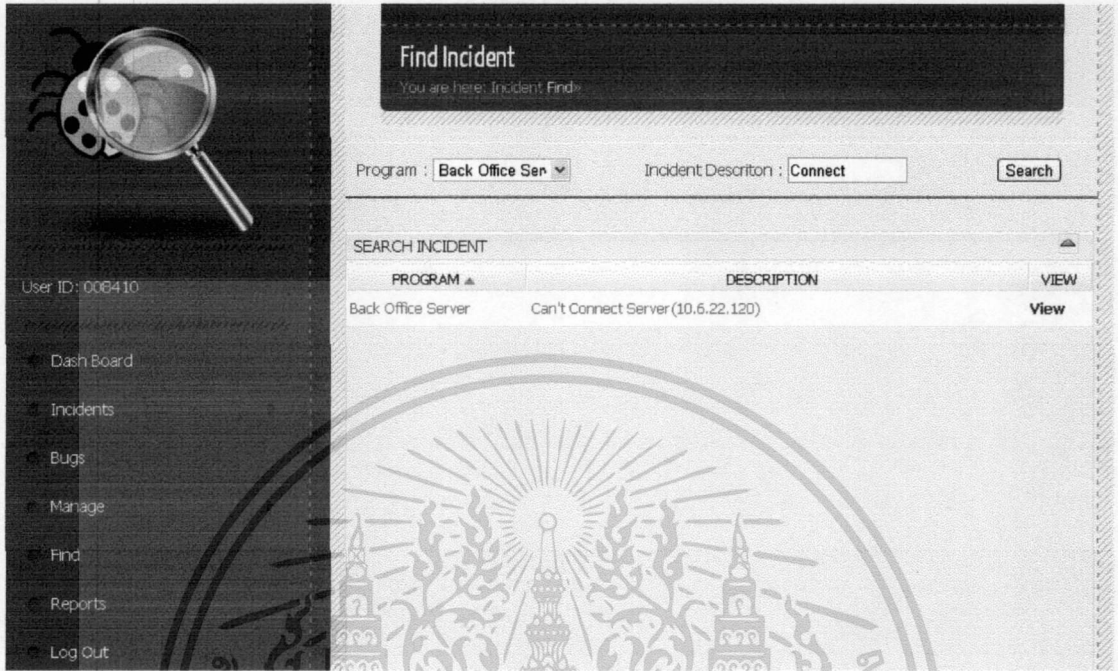 Find Incident
You are here: Incident Find»
Program : Back Office Ser Incident Descriton : Connect Search
SEARCH INCIDENT
PROGRAM DESCRIPTION VIEW
Back Office Server Can't Connect Server(10.6.22.120) View
User ID: 006410
Dash Board
Incidents
Bugs
Manage
Find
Reports
Log Out